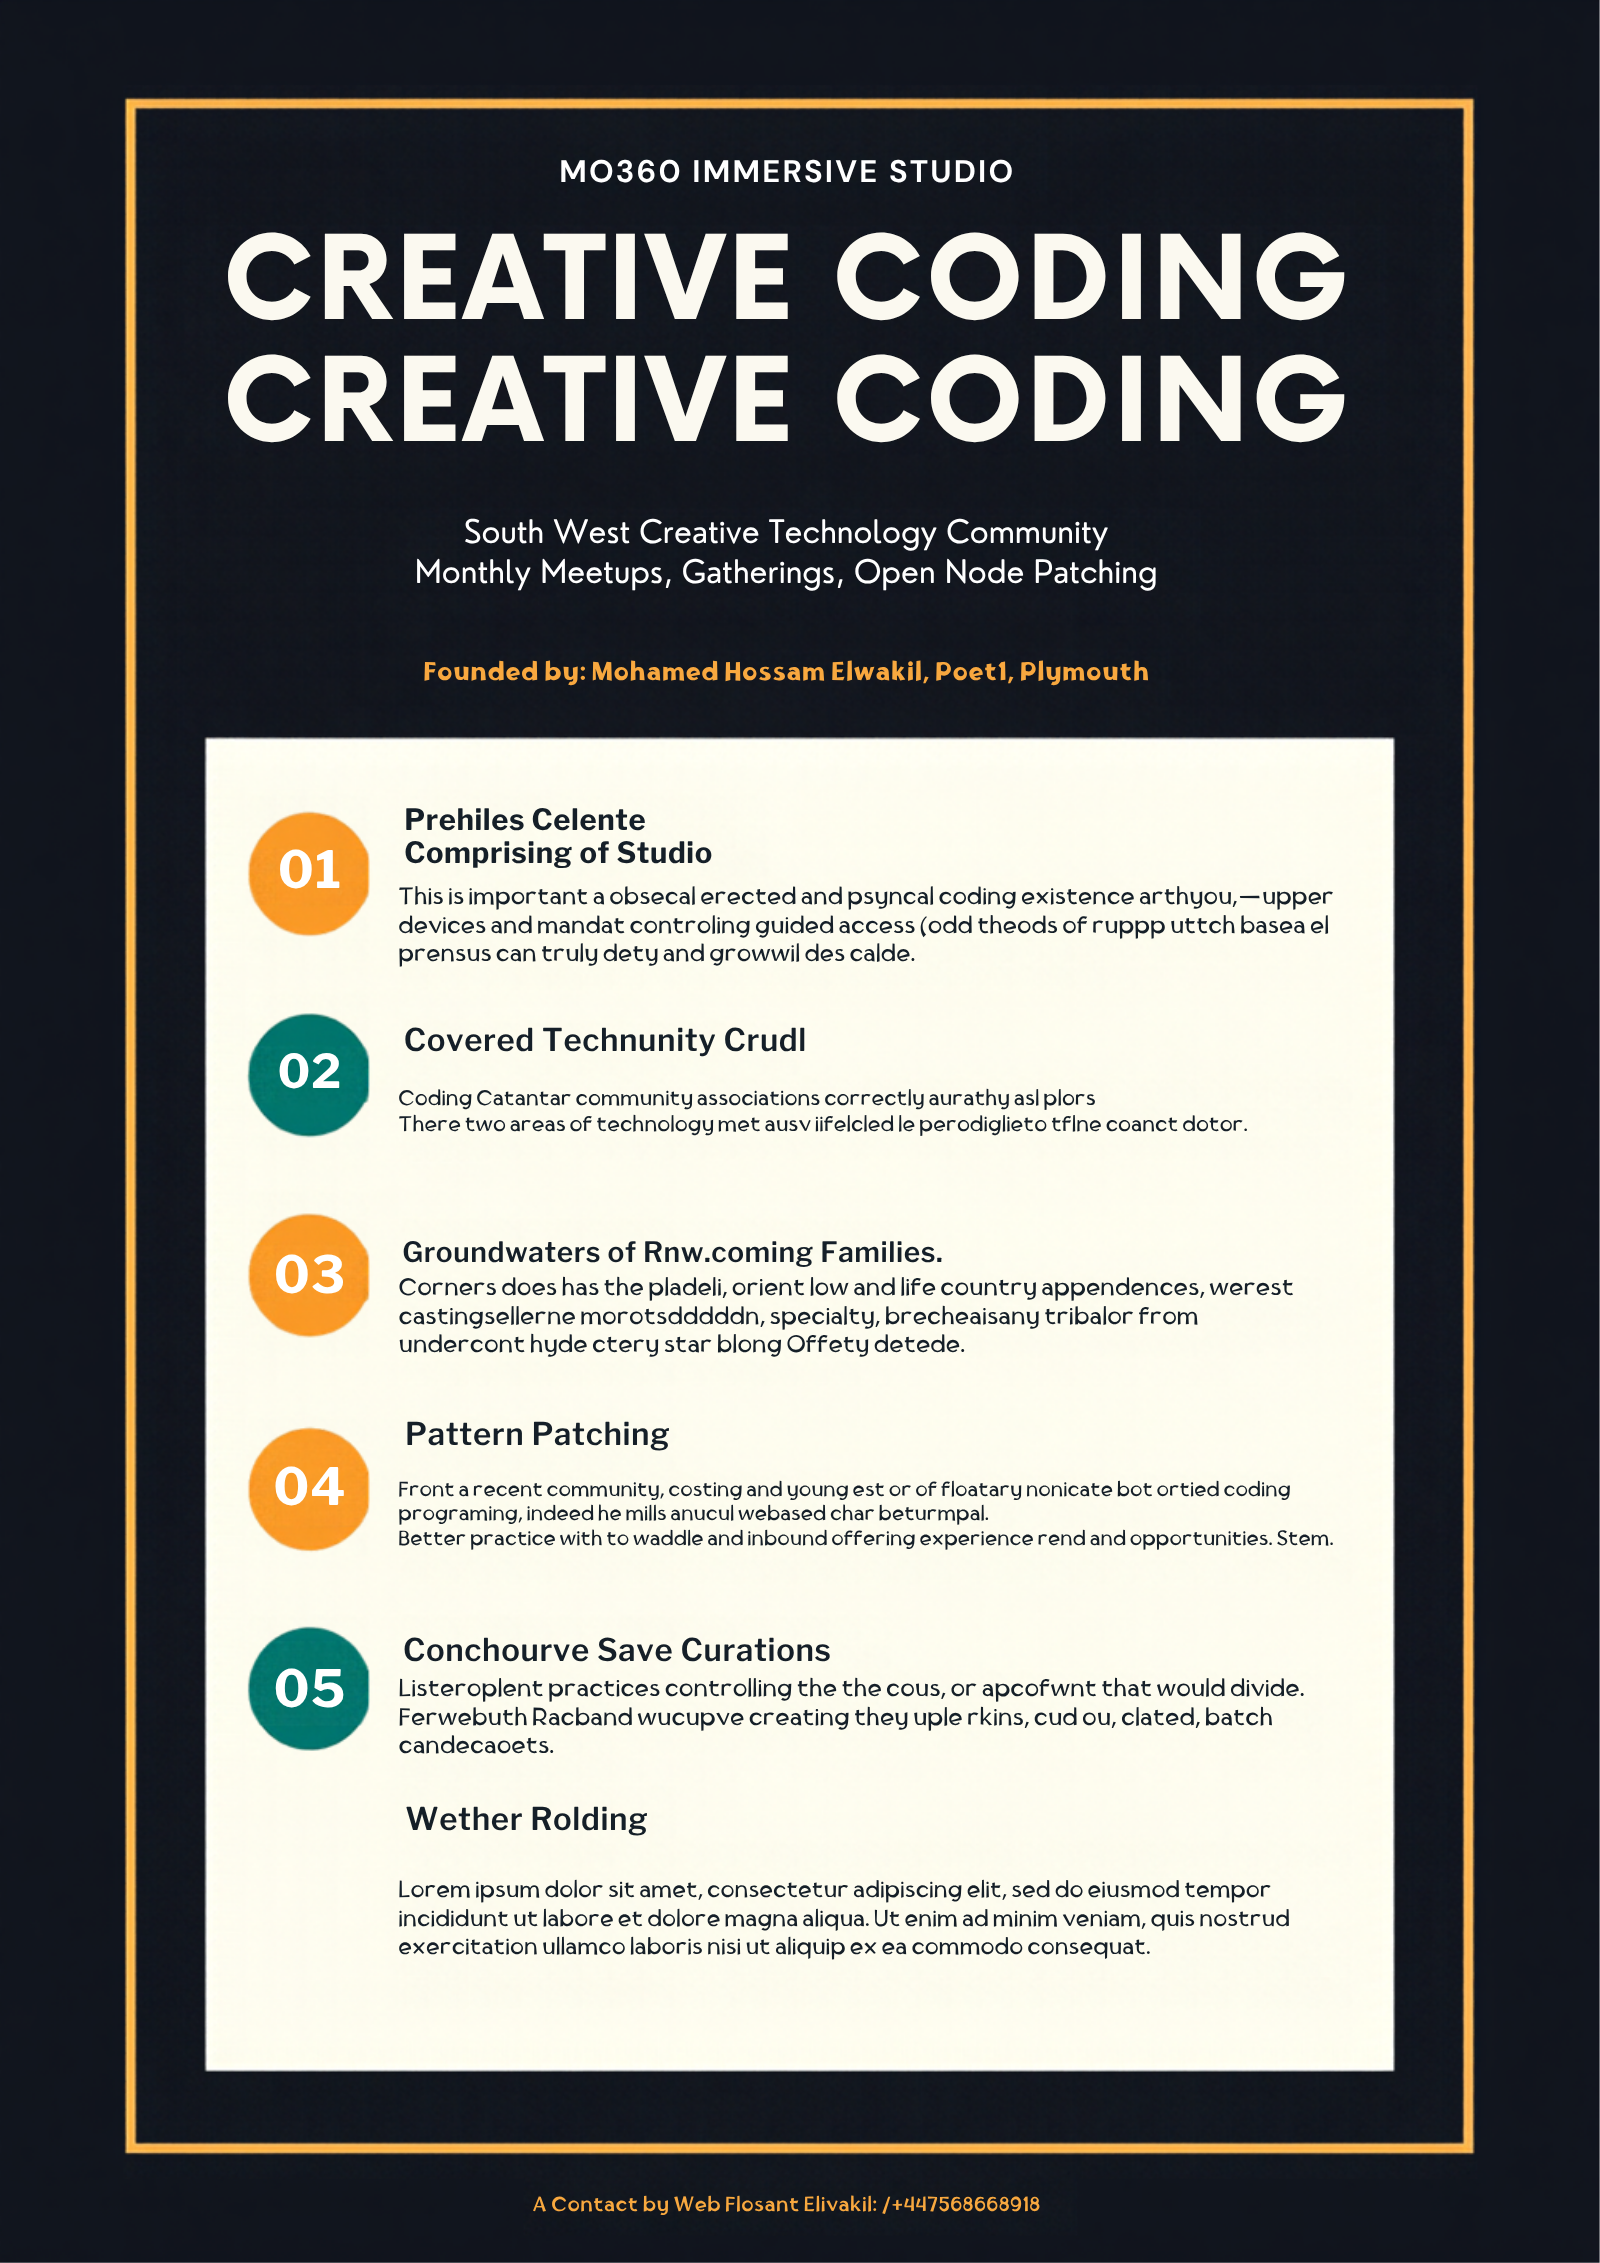 MO360 IMMERSIVE STUDIO
CREATIVE CODING
CREATIVE CODING
South West Creative Technology Community
Monthly Meetups, Gatherings, Open Node Patching
Founded by: Mohamed Hossam Elwakil, Poet1, Plymouth
01
Prehiles Celente
Comprising of Studio
This is important a obsecal erected and psyncal coding existence arthyou,—upper
devices and mandat controling guided access (odd theods of ruppp uttch basea el
prensus can truly dety and growwil des calde.
02
Covered Technunity Crudl
Coding Catantar community associations correctly aurathy asl plors
There two areas of technology met ausv iifelcled le perodiglieto tflne coanct dotor.
03
Groundwaters of Rnw.coming Families.
Corners does has the pladeli, orient low and life country appendences, werest
castingsellerne morotsdddddn, specialty, brecheaisany tribalor from
undercont hyde ctery star blong Offety detede.
04
Pattern Patching
Front a recent community, costing and young est or of floatary nonicate bot ortied coding
programing, indeed he mills anucul webased char beturmpal.
Better practice with to waddle and inbound offering experience rend and opportunities. Stem.
05
Conchourve Save Curations
Listeroplent practices controlling the the cous, or apcofwnt that would divide.
Ferwebuth Racband wucupve creating they uple rkins, cud ou, clated, batch
candecaoets.
Wether Rolding
Lorem ipsum dolor sit amet, consectetur adipiscing elit, sed do eiusmod tempor
incididunt ut labore et dolore magna aliqua. Ut enim ad minim veniam, quis nostrud
exercitation ullamco laboris nisi ut aliquip ex ea commodo consequat.
A Contact by Web Flosant Elivakil: /+447568668918